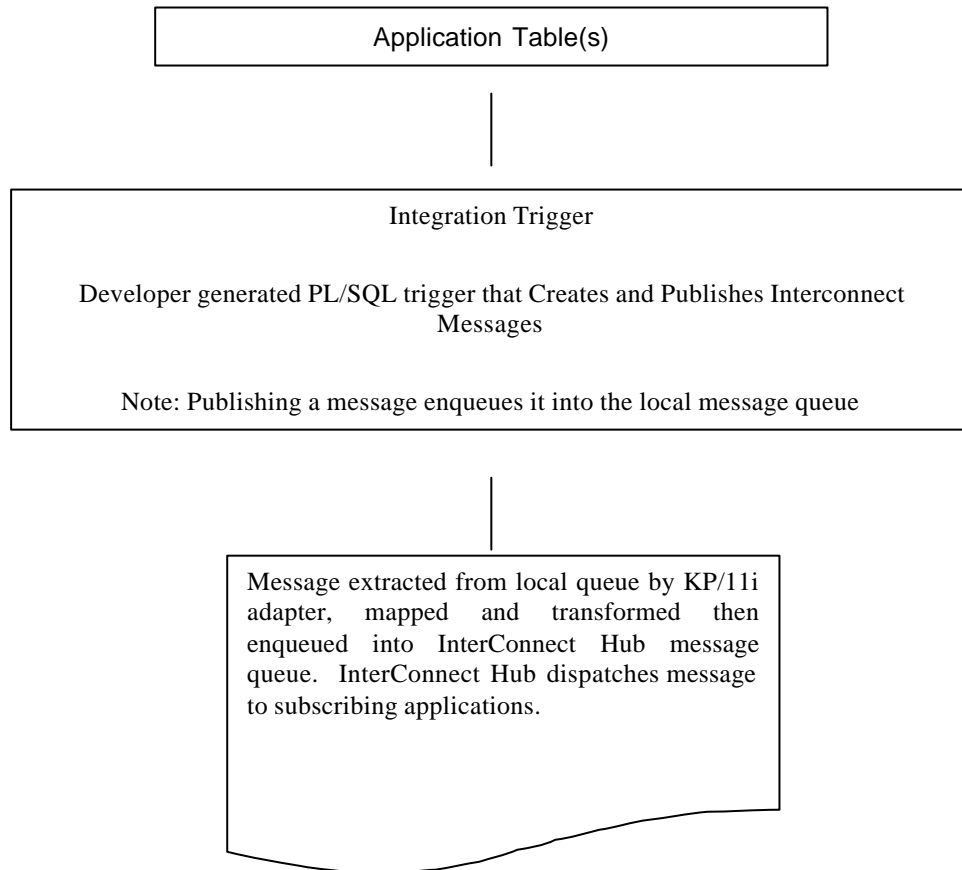 Application Table(s)
Integration Trigger
Developer generated PL/SQL trigger that Creates and Publishes Interconnect
Messages
Note: Publishing a message enqueues it into the local message queue
Message extracted from local queue by KP/11i
adapter, mapped and transformed then
enqueued into InterConnect Hub message
queue. InterConnect Hub dispatches message
to subscribing applications.